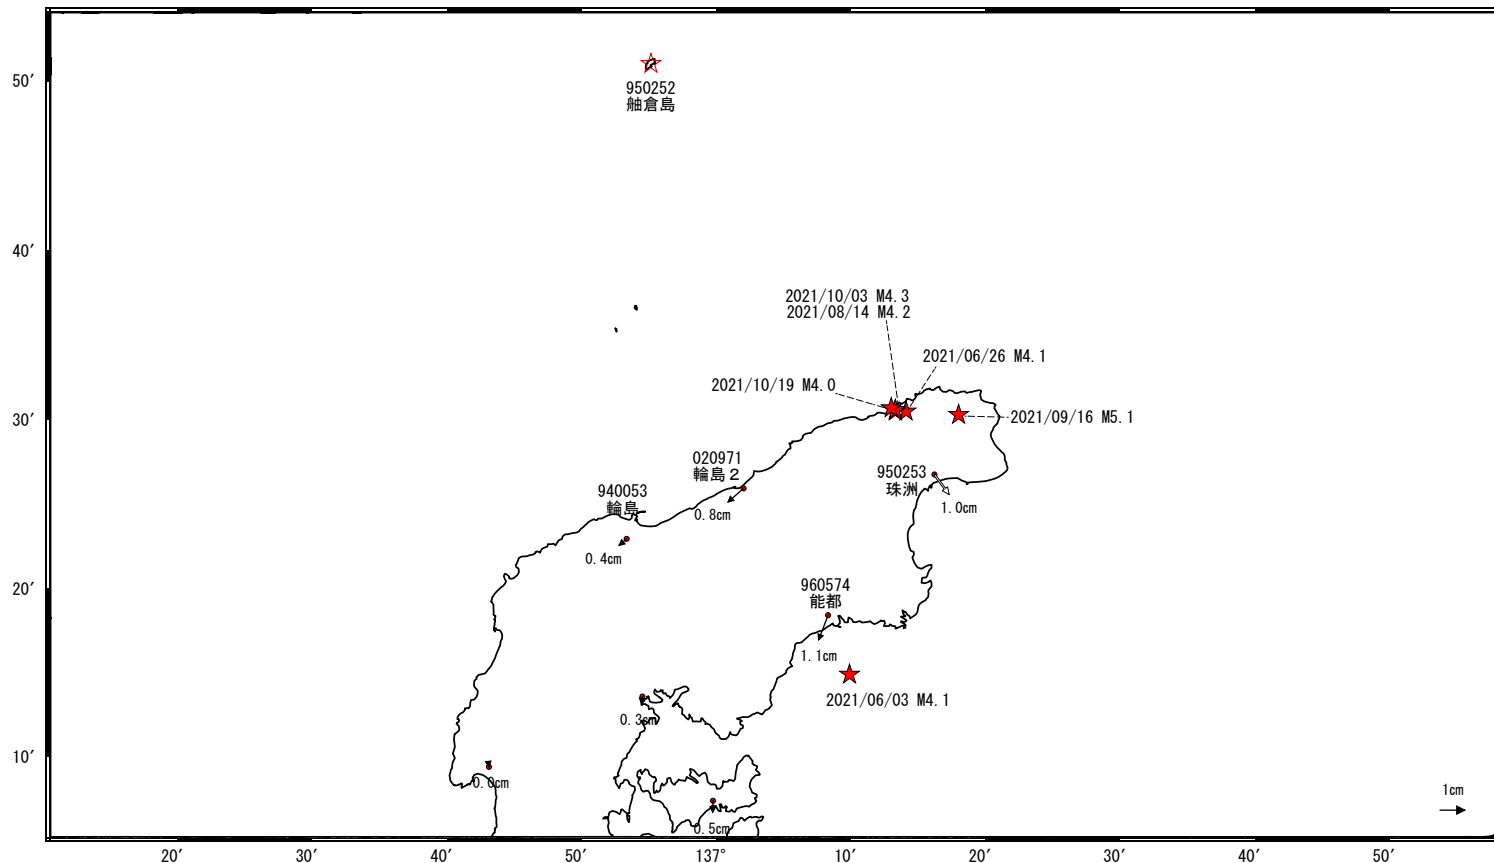 50′
950252
舳倉島
40′
2021/10/03 M4.3
2021/08/14 M4.2
2021/06/26 M4.1
2021/10/19 M4.0
30′
2021/09/16 M5.1
020971
輪島2
950253
珠洲
940053
輪島
1.0cm
0.8cm
0.4cm
20′
960574
能都
1.1cm
2021/06/03 M4.1
0.3cm
10′
0.0cm
1cm
0.5cm
20′ 30′ 40′ 50′ 137° 10′ 20′ 30′ 40′ 50′